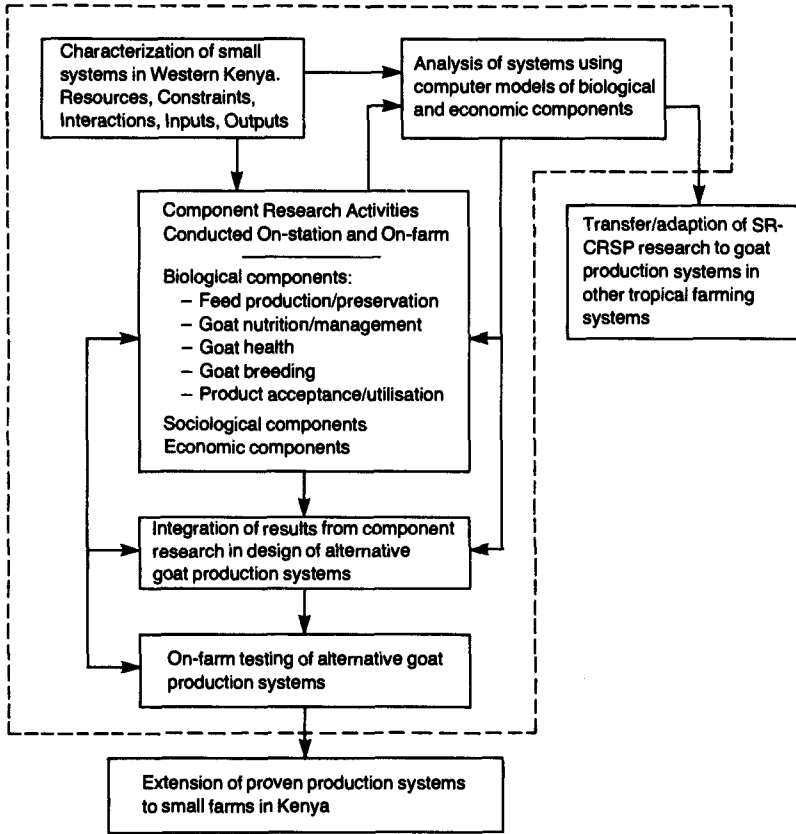 Characterization of small
systems in Western Kenya.
Resources, Constraints,
Interactions, Inputs, Outputs
Analysis of systems using
computer models of biological
and economic components
Component Research Activities
Conducted On-station and On-farm
Biological components:
– Feed production/preservation
– Goat nutrition/management
– Goat health
– Goat breeding
– Product acceptance/utilisation
Sociological components
Economic components
Transfer/adaption of SR-
CRSP research to goat
production systems in
other tropical farming
systems
Integration of results from component
research in design of alternative
goat production systems
On-farm testing of alternative goat
production systems
Extension of proven production systems
to small farms in Kenya